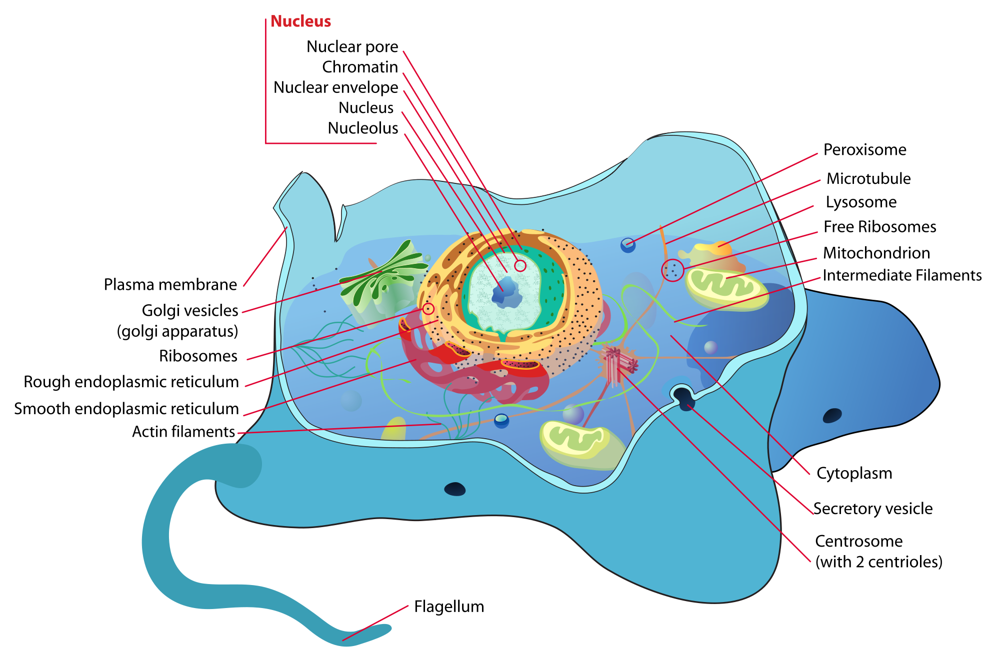 Nucleus
Nuclear pore
Chromatin
Nuclear envelope
Nucleus
Nucleolus
Peroxisome
Microtubule
Lysosome
Free Ribosomes
Mitochondrion
Intermediate Filaments
Plasma membrane
Golgi vesicles
(golgi apparatus)
Ribosomes
Rough endoplasmic reticulum
Smooth endoplasmic reticulum
Actin filaments
Cytoplasm
Secretory vesicle
Centrosome
(with 2 centrioles)
Flagellum